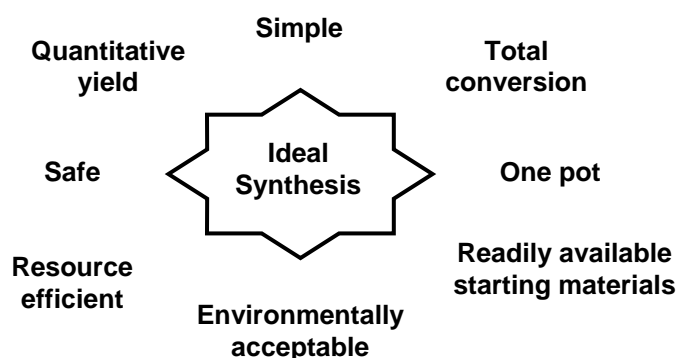 Simple
Quantitative
yield
Total
conversion
Safe
Ideal
Synthesis
One pot
Resource
efficient
Readily available
starting materials
Environmentally
acceptable